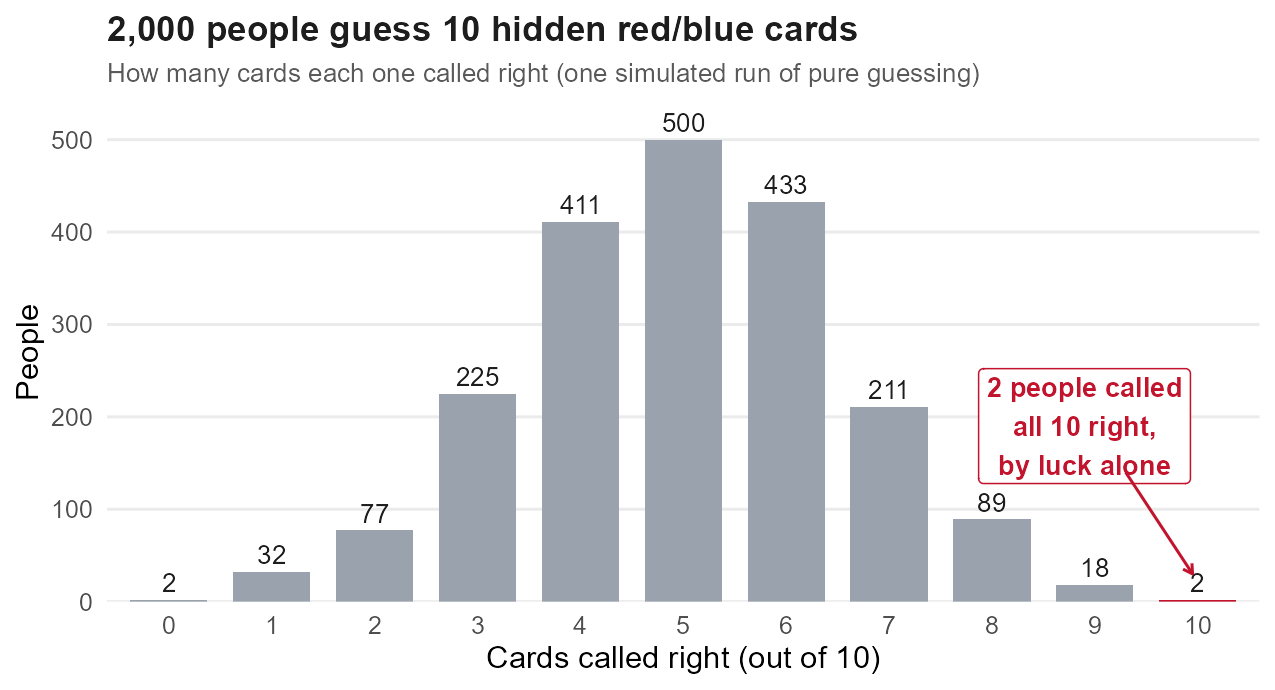 2,000 people guess 10 hidden red/blue cards
How many cards each one called right (one simulated run of pure guessing)
500
500
433
411
400
People
300
225
211
200
2 people called
all 10 right,
by luck alone
100
89
77
32
18
2
2
0
0 1 2 3 4 5 6 7 8 9 10
Cards called right (out of 10)